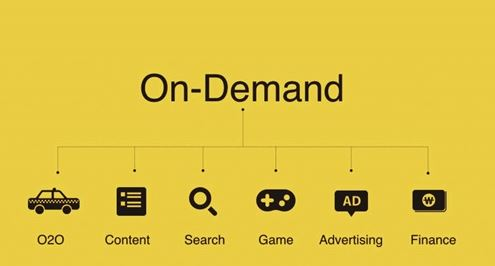 On-Demand
AD
₩
O2O Content Search Game Advertising Finance